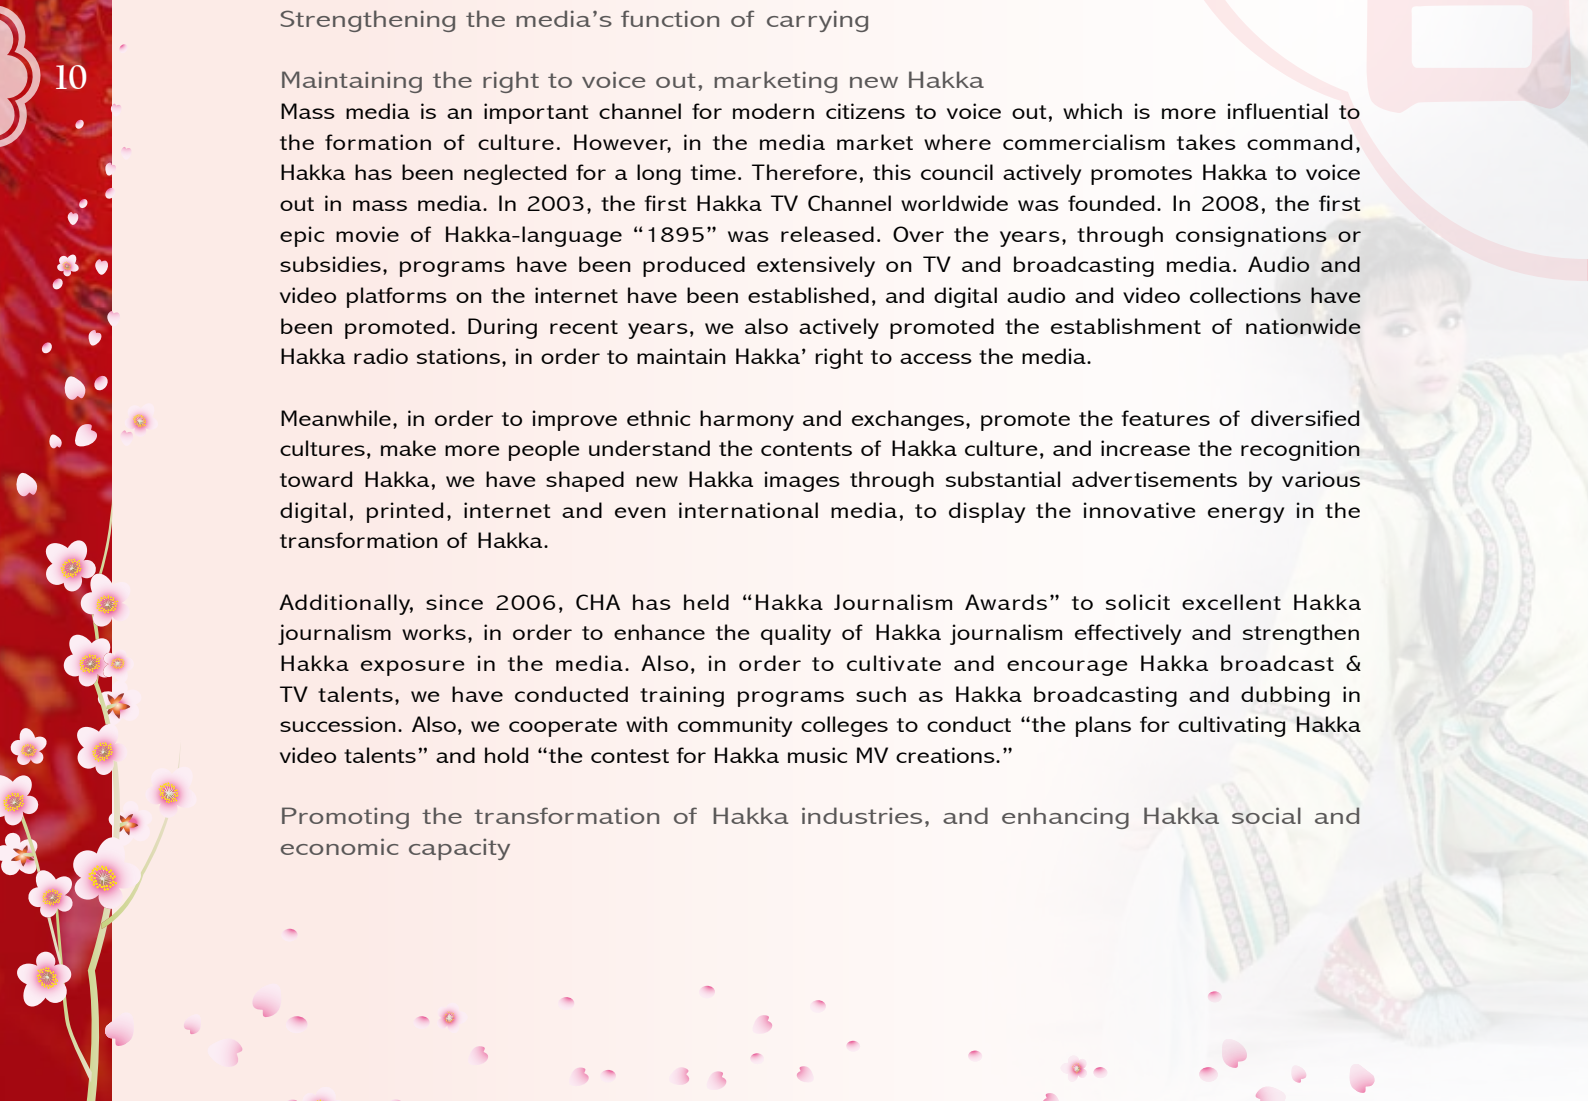 Strengthening the media’s function of carrying
10
Maintaining the right to voice out, marketing new Hakka
Mass media is an important channel for modern citizens to voice out, which is more influential to
the formation of culture. However, in the media market where commercialism takes command,
Hakka has been neglected for a long time. Therefore, this council actively promotes Hakka to voice
out in mass media. In 2003, the first Hakka TV Channel worldwide was founded. In 2008, the first
epic movie of Hakka-language “1895” was released. Over the years, through consignations or
subsidies, programs have been produced extensively on TV and broadcasting media. Audio and
video platforms on the internet have been established, and digital audio and video collections have
been promoted. During recent years, we also actively promoted the establishment of nationwide
Hakka radio stations, in order to maintain Hakka’ right to access the media.
Meanwhile, in order to improve ethnic harmony and exchanges, promote the features of diversified
cultures, make more people understand the contents of Hakka culture, and increase the recognition
toward Hakka, we have shaped new Hakka images through substantial advertisements by various
digital, printed, internet and even international media, to display the innovative energy in the
transformation of Hakka.
Additionally, since 2006, CHA has held “Hakka Journalism Awards” to solicit excellent Hakka
journalism works, in order to enhance the quality of Hakka journalism effectively and strengthen
Hakka exposure in the media. Also, in order to cultivate and encourage Hakka broadcast &
TV talents, we have conducted training programs such as Hakka broadcasting and dubbing in
succession. Also, we cooperate with community colleges to conduct “the plans for cultivating Hakka
video talents” and hold “the contest for Hakka music MV creations.”
Promoting the transformation of Hakka industries, and enhancing Hakka social and
economic capacity